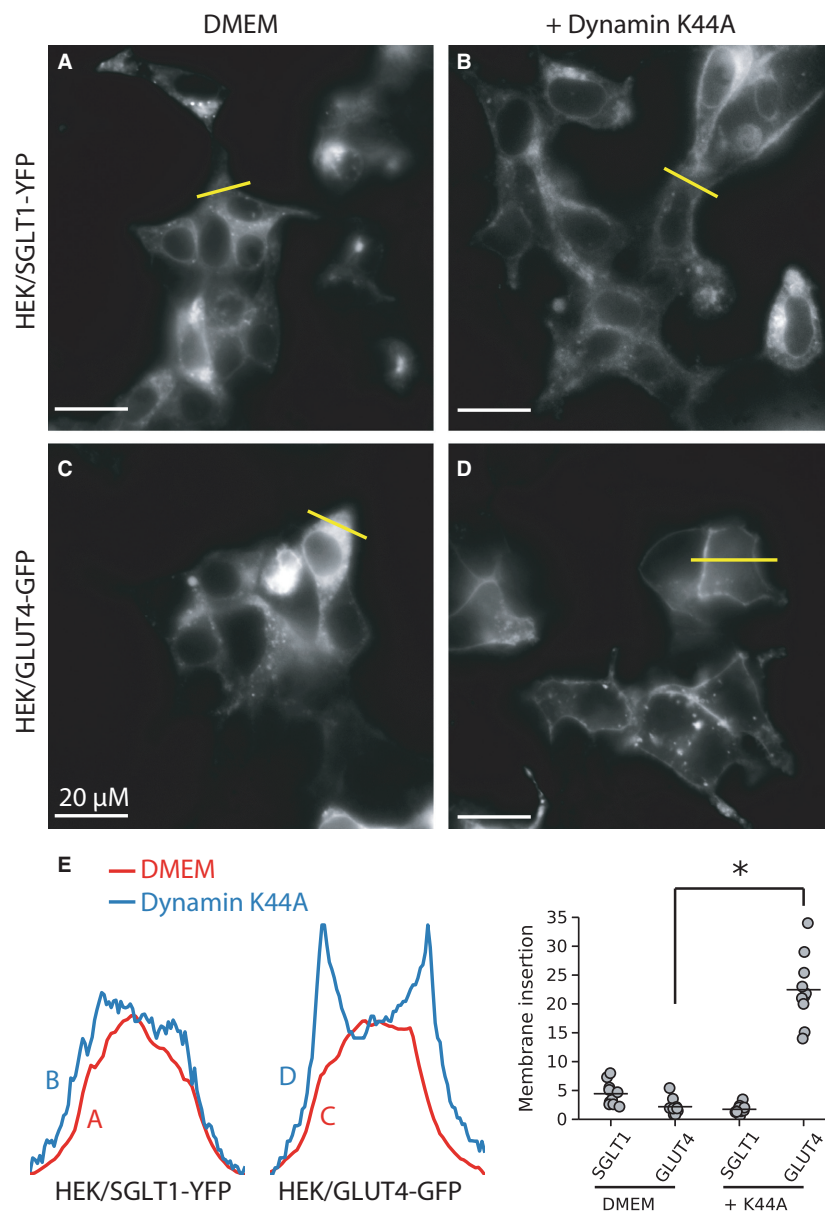 DMEM
+ Dynamin K44A
A
B
HEK/SGLT1-YFP
C
D
HEK/GLUT4-GFP
20 μM
E
DMEM
Dynamin K44A
B
A
D
C
HEK/SGLT1-YFP
HEK/GLUT4-GFP
*
Membrane insertion
35
30
25
20
15
10
5
0
SGLT1
GLUT4
SGLT1
GLUT4
DMEM
+ K44A